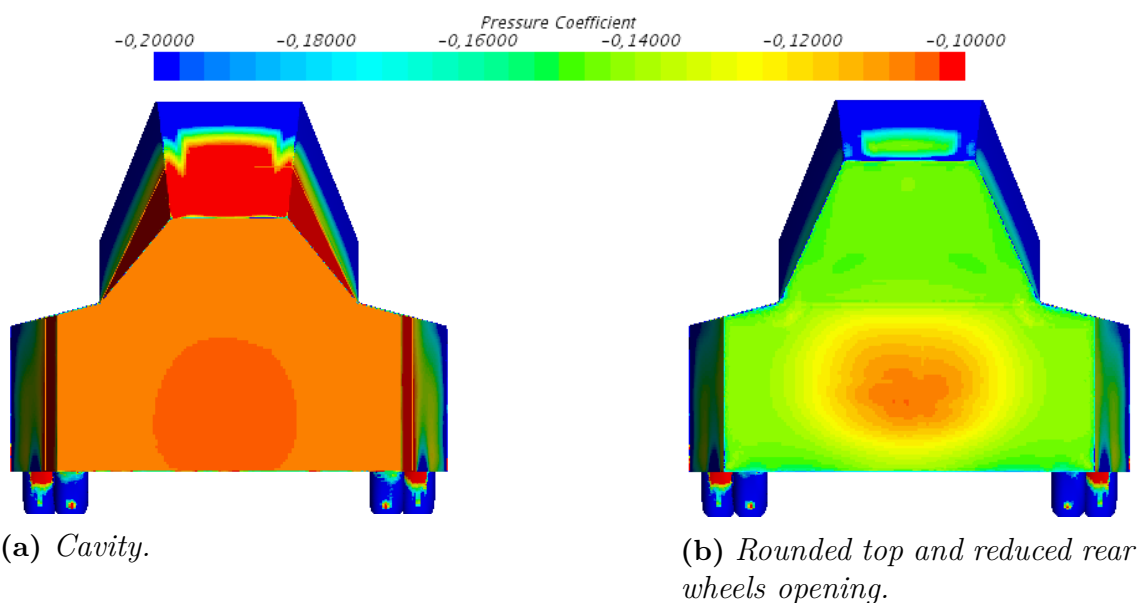 Pressure Coefficient
-0,20000 -0,18000 -0,16000 -0,14000 -0,12000 -0,10000
(a) Cavity.
(b) Rounded top and reduced rear
wheels opening.